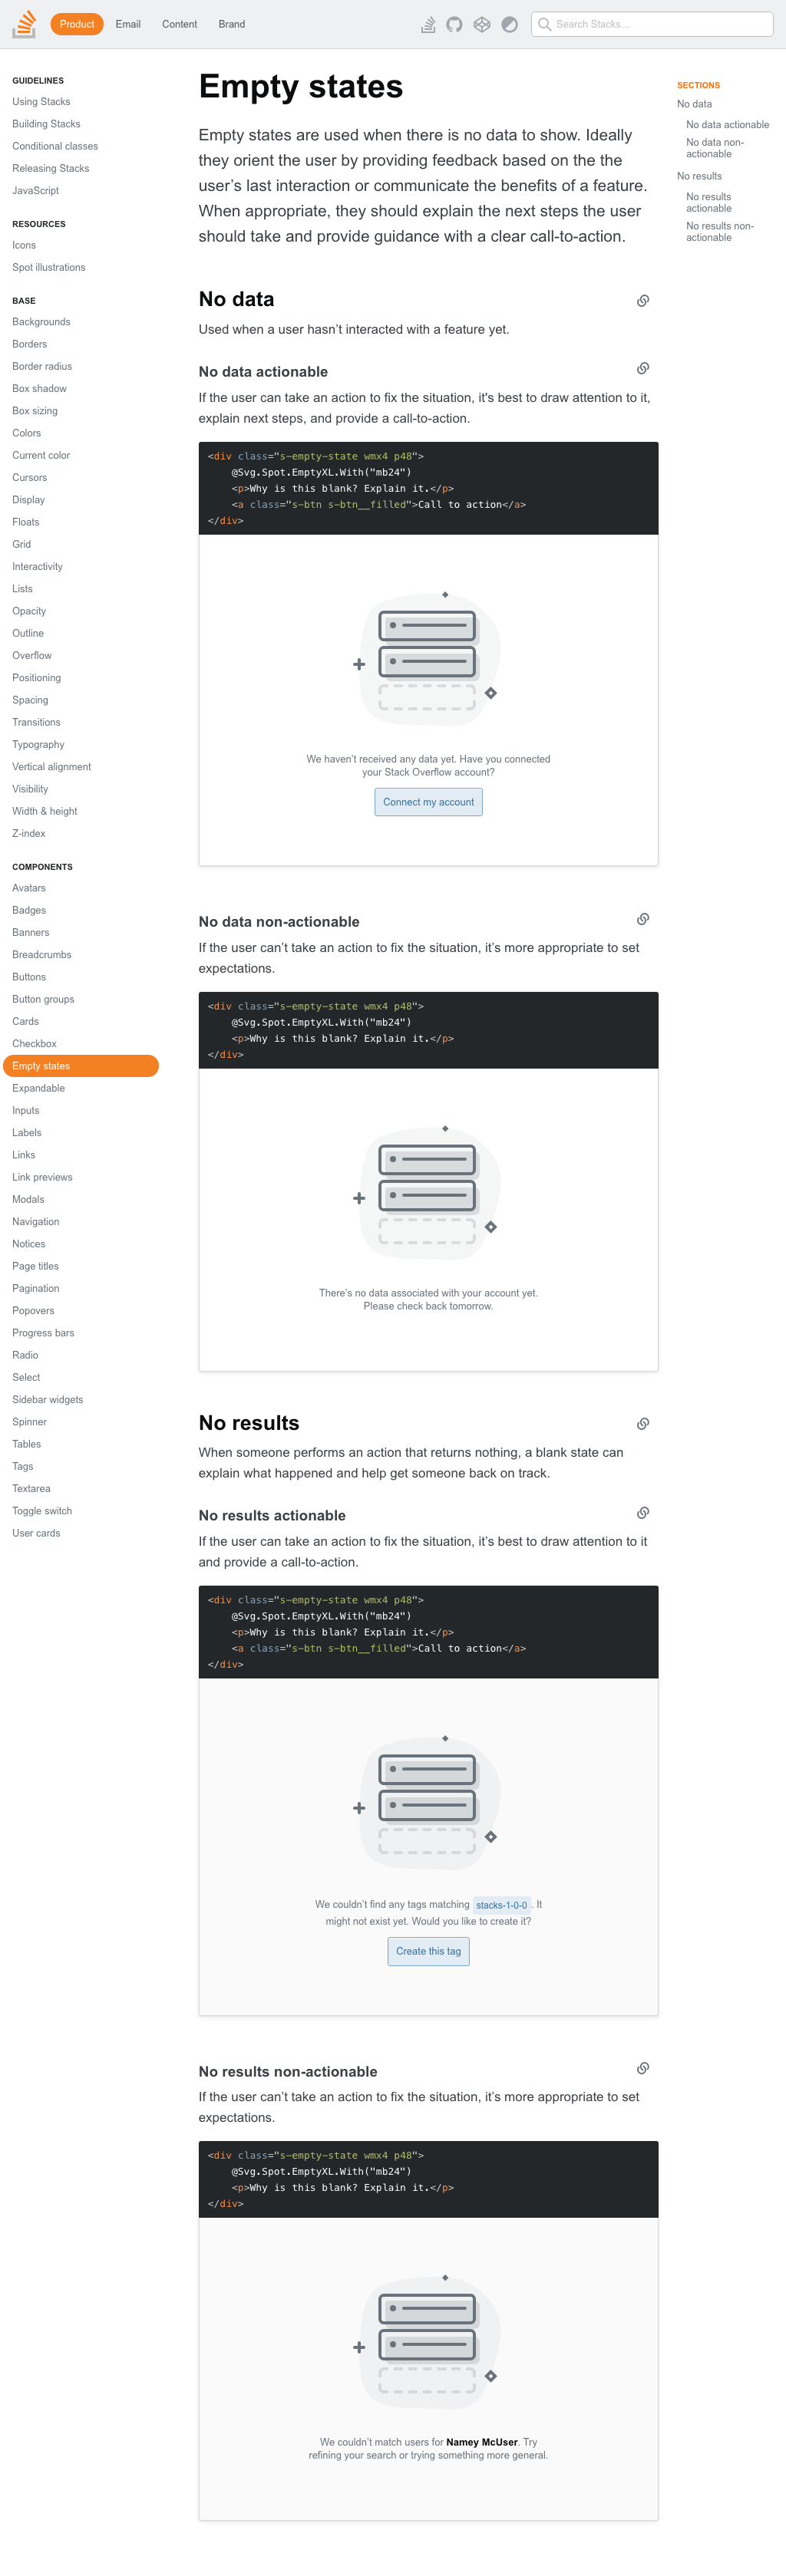 Product
Email
Content
Brand
Search Stacks…
GUIDELINES
Using Stacks
Building Stacks
Conditional classes
Releasing Stacks
JavaScript
RESOURCES
Icons
Spot illustrations
BASE
Backgrounds
Borders
Border radius
Box shadow
Box sizing
Colors
Current color
Cursors
Display
Floats
Grid
Interactivity
Lists
Opacity
Outline
Overflow
Positioning
Spacing
Transitions
Typography
Vertical alignment
Visibility
Width & height
Z-index
COMPONENTS
Avatars
Badges
Banners
Breadcrumbs
Buttons
Button groups
Cards
Checkbox
Empty states
Expandable
Inputs
Labels
Links
Link previews
Modals
Navigation
Notices
Page titles
Pagination
Popovers
Progress bars
Radio
Select
Sidebar widgets
Spinner
Tables
Tags
Textarea
Toggle switch
User cards
Empty states
Empty states are used when there is no data to show. Ideally
they orient the user by providing feedback based on the the
user’s last interaction or communicate the benefits of a feature.
When appropriate, they should explain the next steps the user
should take and provide guidance with a clear call-to-action.
No data
Used when a user hasn’t interacted with a feature yet.
No data actionable
If the user can take an action to fix the situation, it's best to draw attention to it,
explain next steps, and provide a call-to-action.
<div class="s-empty-state wmx4 p48">
@Svg.Spot.EmptyXL.With("mb24")
<p>Why is this blank? Explain it.</p>
<a class="s-btn s-btn__filled">Call to action</a>
</div>
We haven’t received any data yet. Have you connected
your Stack Overflow account?
Connect my account
No data non-actionable
If the user can’t take an action to fix the situation, it’s more appropriate to set
expectations.
<div class="s-empty-state wmx4 p48">
@Svg.Spot.EmptyXL.With("mb24")
<p>Why is this blank? Explain it.</p>
</div>
There’s no data associated with your account yet.
Please check back tomorrow.
No results
When someone performs an action that returns nothing, a blank state can
explain what happened and help get someone back on track.
No results actionable
If the user can take an action to fix the situation, it’s best to draw attention to it
and provide a call-to-action.
<div class="s-empty-state wmx4 p48">
@Svg.Spot.EmptyXL.With("mb24")
<p>Why is this blank? Explain it.</p>
<a class="s-btn s-btn__filled">Call to action</a>
</div>
We couldn’t find any tags matching stacks-1-0-0. It
might not exist yet. Would you like to create it?
Create this tag
No results non-actionable
If the user can’t take an action to fix the situation, it’s more appropriate to set
expectations.
<div class="s-empty-state wmx4 p48">
@Svg.Spot.EmptyXL.With("mb24")
<p>Why is this blank? Explain it.</p>
</div>
We couldn’t match users for Namey McUser. Try
refining your search or trying something more general.
SECTIONS
No data
No data actionable
No data non-
actionable
No results
No results
actionable
No results non-
actionable